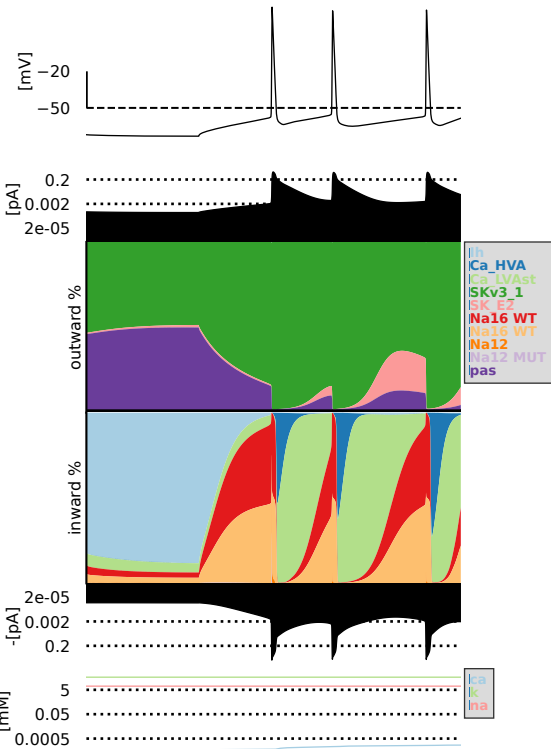 [mV]
−20
−50
[pA]
0.2
0.002
2e-05
outward %
Ih
Ca_HVA
Ca_LVAst
SKv3_1
SK_E2
Na16 WT
Na16 WT
Na12
Na12 MUT
pas
inward %
-[pA]
2e-05
0.002
0.2
[mM]
5
0.05
0.0005
ca
k
na